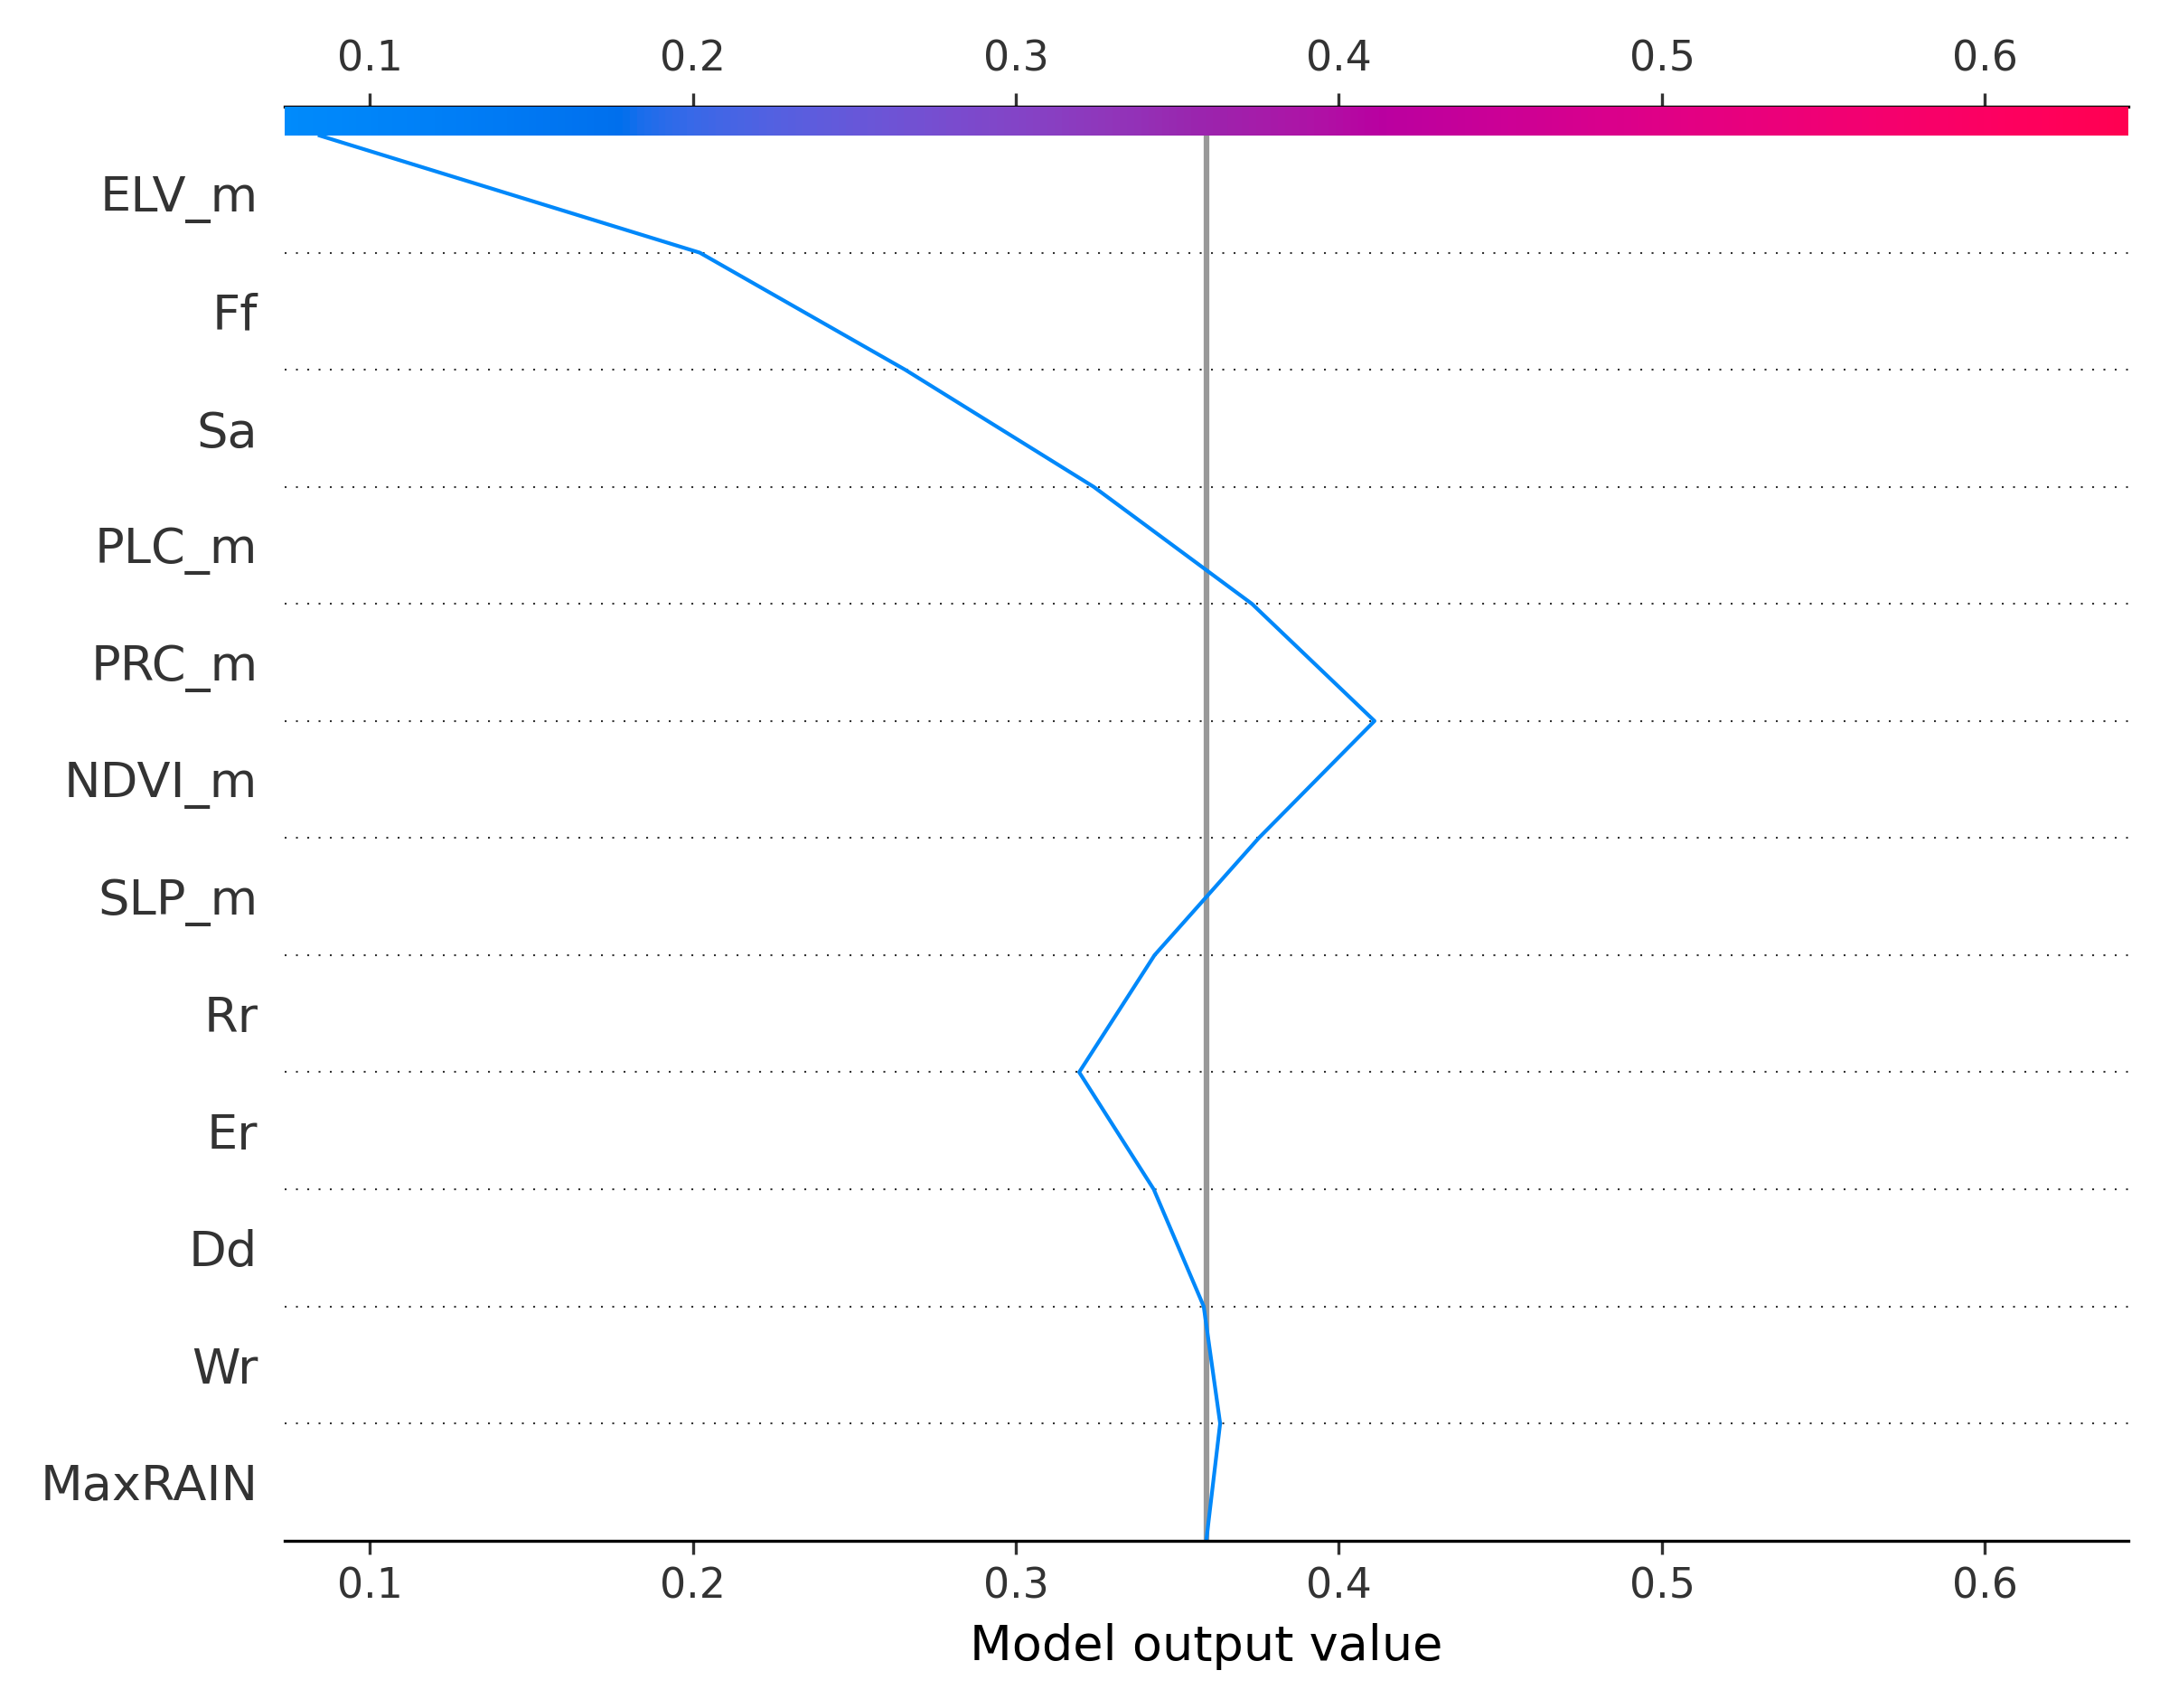 0.1 0.2 0.3 0.4 0.5 0.6
ELV_m
Ff
Sa
PLC_m
PRC_m
NDVI_m
SLP_m
Rr
Er
Dd
Wr
MaxRAIN
0.1 0.2 0.3 0.4 0.5 0.6
Model output value